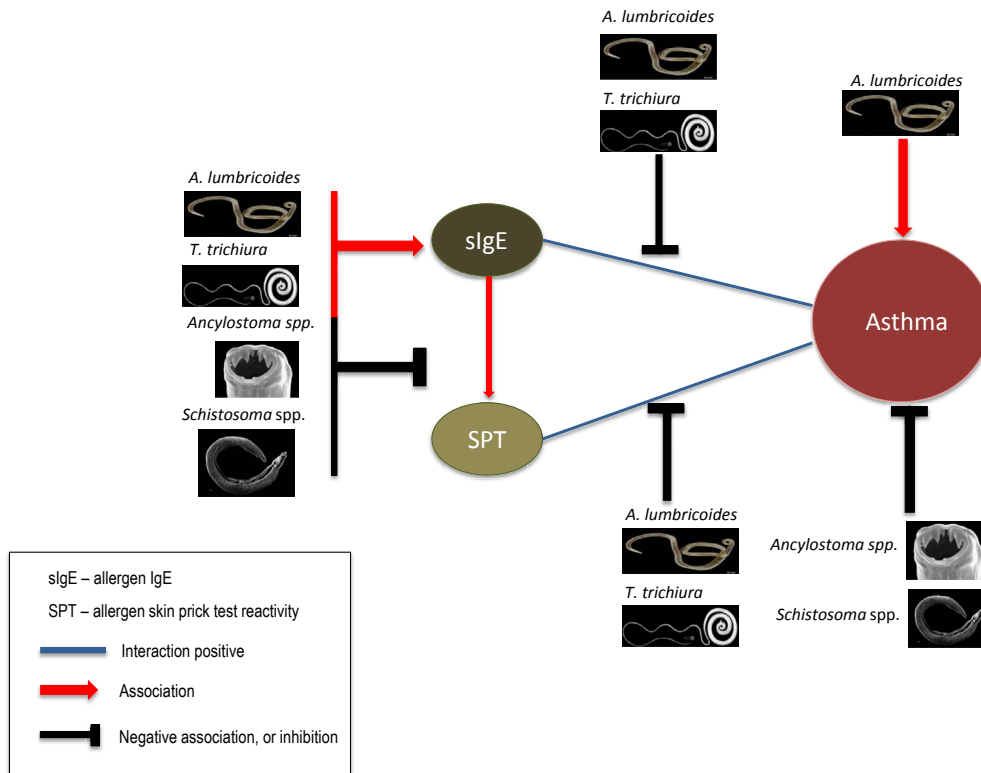 A. lumbricoides
T. trichiura
A. lumbricoides
A. lumbricoides
T. trichiura
Ancylostoma spp.
Schistosoma spp.
sIgE
SPT
Asthma
A. lumbricoides
T. trichiura
Ancylostoma spp.
Schistosoma spp.
sIgE – allergen IgE
SPT – allergen skin prick test reactivity
Interaction positive
Association
Negative association, or inhibition